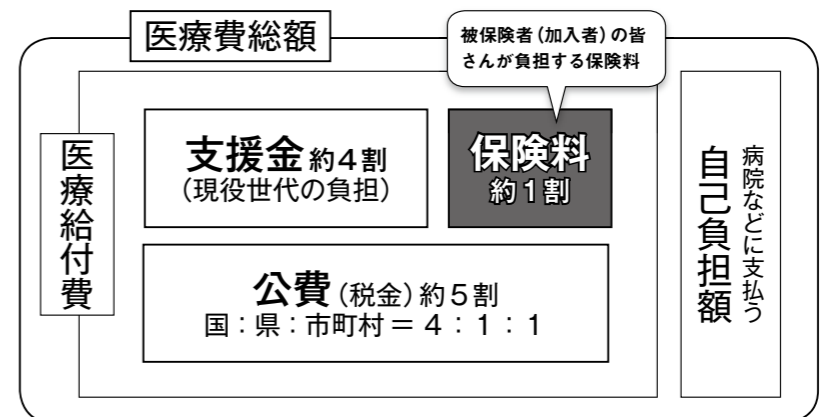 医療費総額
被保険者（加入者）の皆
さんが負担する保険料
医療給付費
支援金 約４割
（現役世代の負担）
保険料
約１割
公費（税金）約５割
国：県：市町村＝４：１：１
病院などに支払う
自己負担額